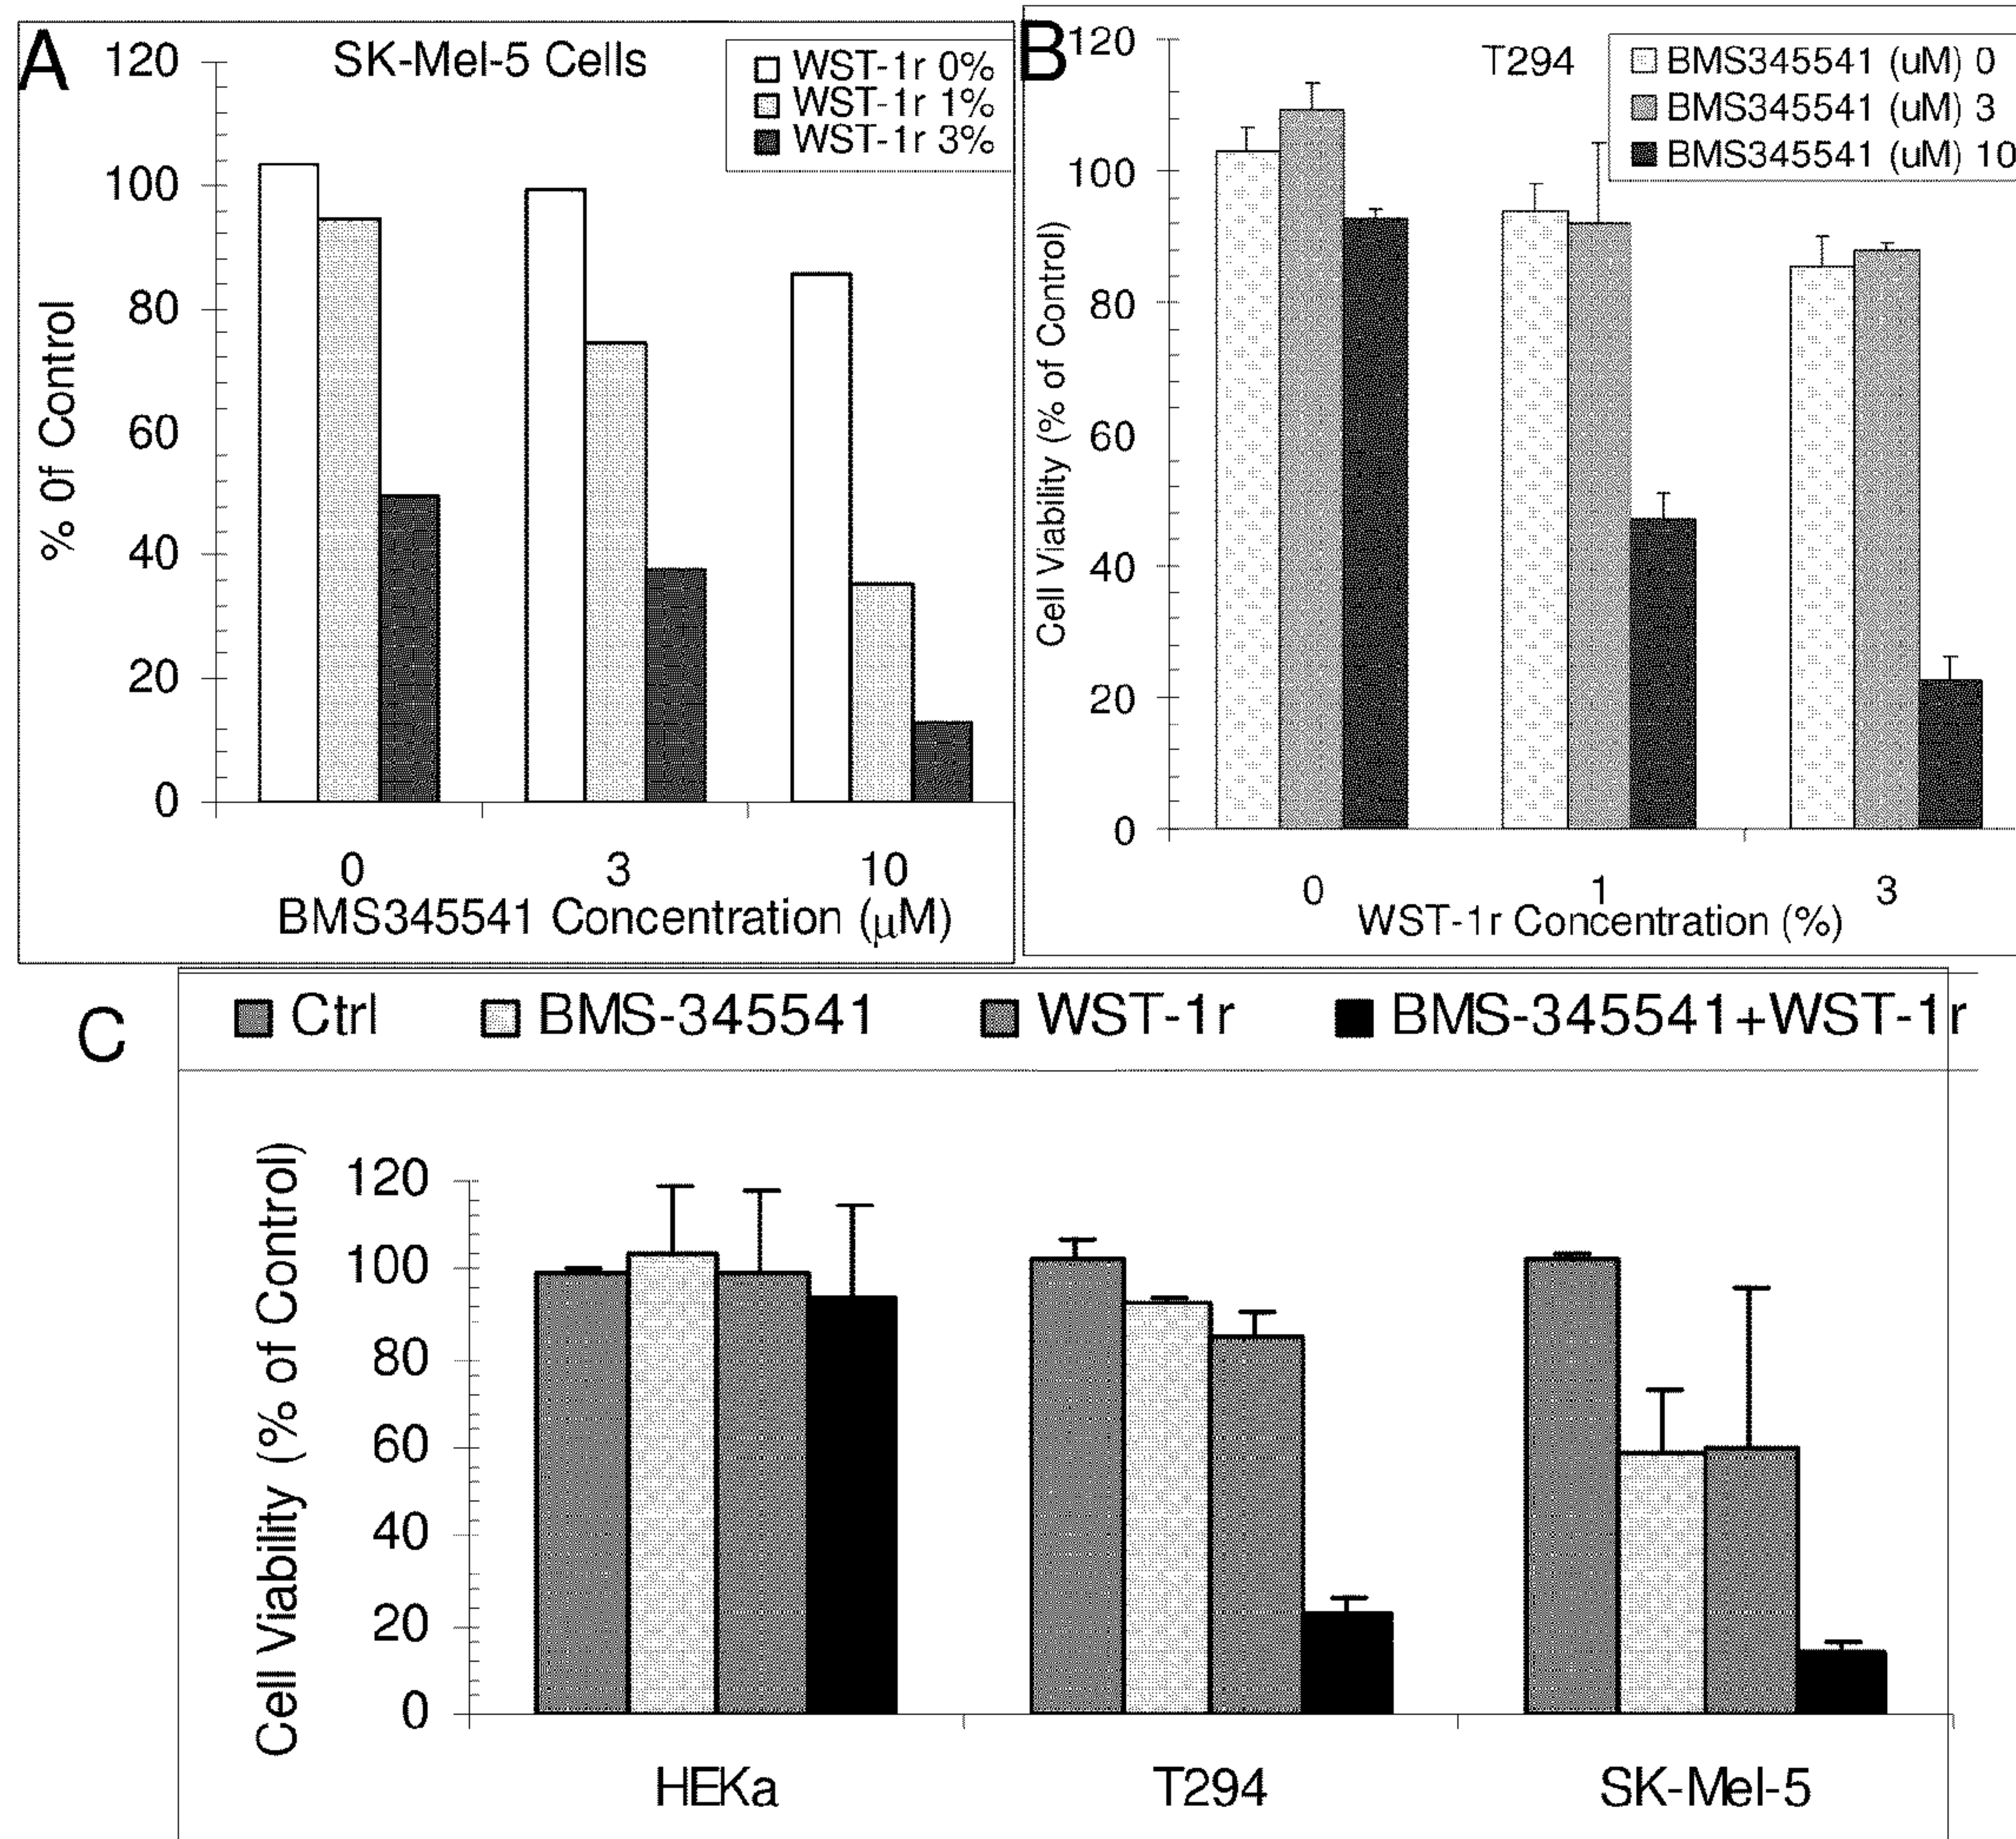 A
SK-Mel-5 Cells
WST-1r 0%
WST-1r 1%
WST-1r 3%
120
100
80
60
40
20
0
% Of Control
0 3 10
BMS345541 Concentration (μM)
B
T294
BMS345541 (uM) 0
BMS345541 (uM) 3
BMS345541 (uM) 10
120
100
80
60
40
20
0
Cell Viability (% of Control)
0 1 3
WST-1r Concentration (%)
C
Ctrl BMS-345541 WST-1r BMS-345541+WST-1r
120
100
80
60
40
20
0
Cell Viability (% of Control)
HEKa T294 SK-Mel-5